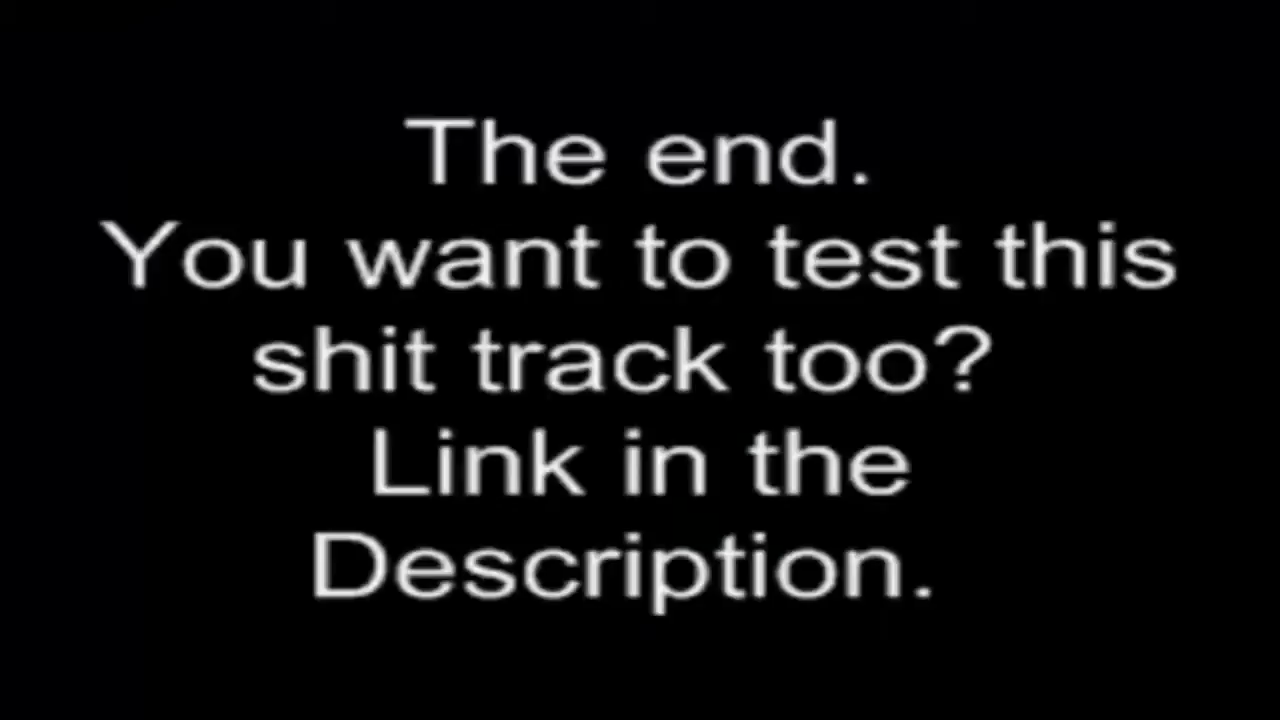 The end.
You want to test this
shit track too?
Link in the
Description.